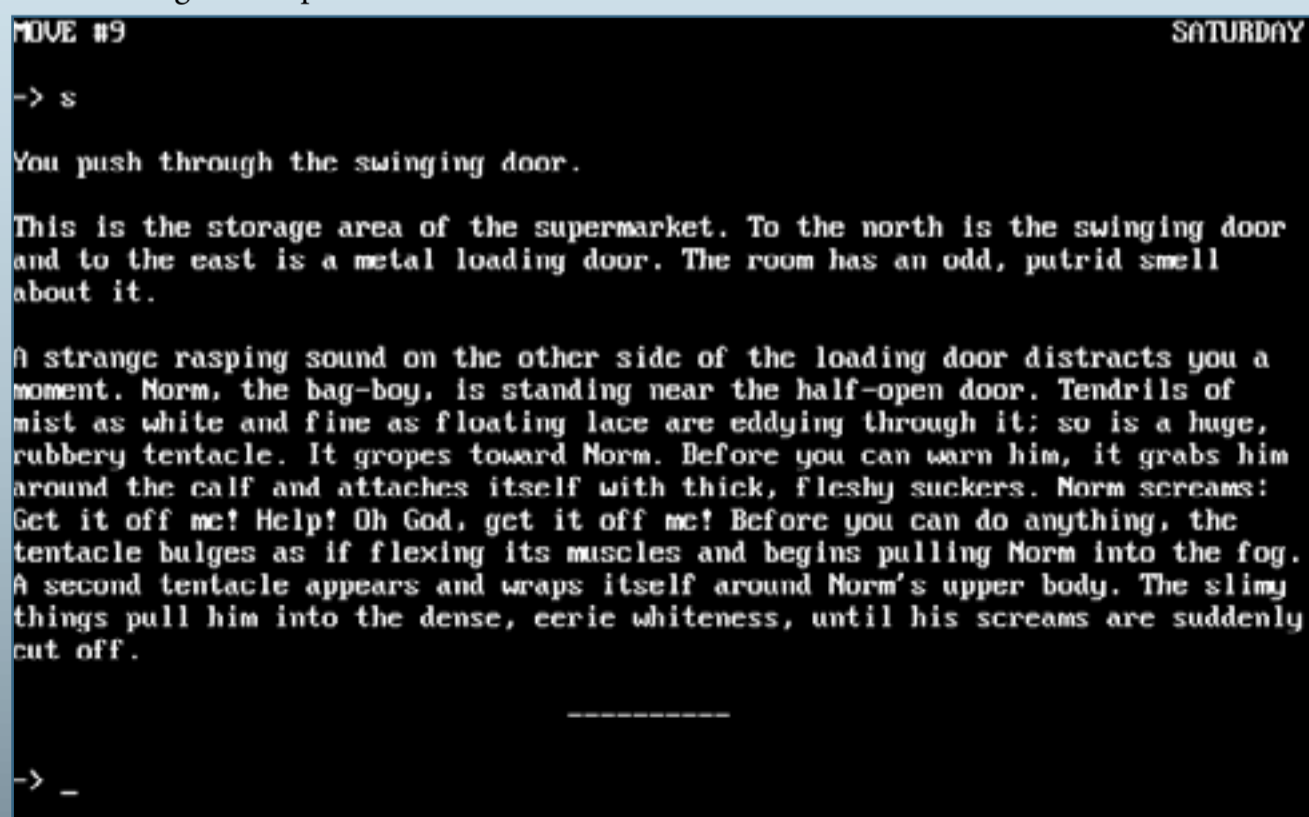 MOVE #9 SATURDAY
-> s
You push through the swinging door.
This is the storage area of the supermarket. To the north is the swinging door
and to the east is a metal loading door. The room has an odd, putrid smell
about it.
A strange rasping sound on the other side of the loading door distracts you a
moment. Norm, the bag-boy, is standing near the half-open door. Tendrils of
mist as white and fine as floating lace are eddying through it; so is a huge,
rubbery tentacle. It gropes toward Norm. Before you can warn him, it grabs him
around the calf and attaches itself with thick, fleshy suckers. Norm screams:
Get it off me! Help! Oh God, get it off me! Before you can do anything, the
tentacle bulges as if flexing its muscles and begins pulling Norm into the fog.
A second tentacle appears and wraps itself around Norm's upper body. The slimy
things pull him into the dense, eerie whiteness, until his screams are suddenly
cut off.
----------
-> _